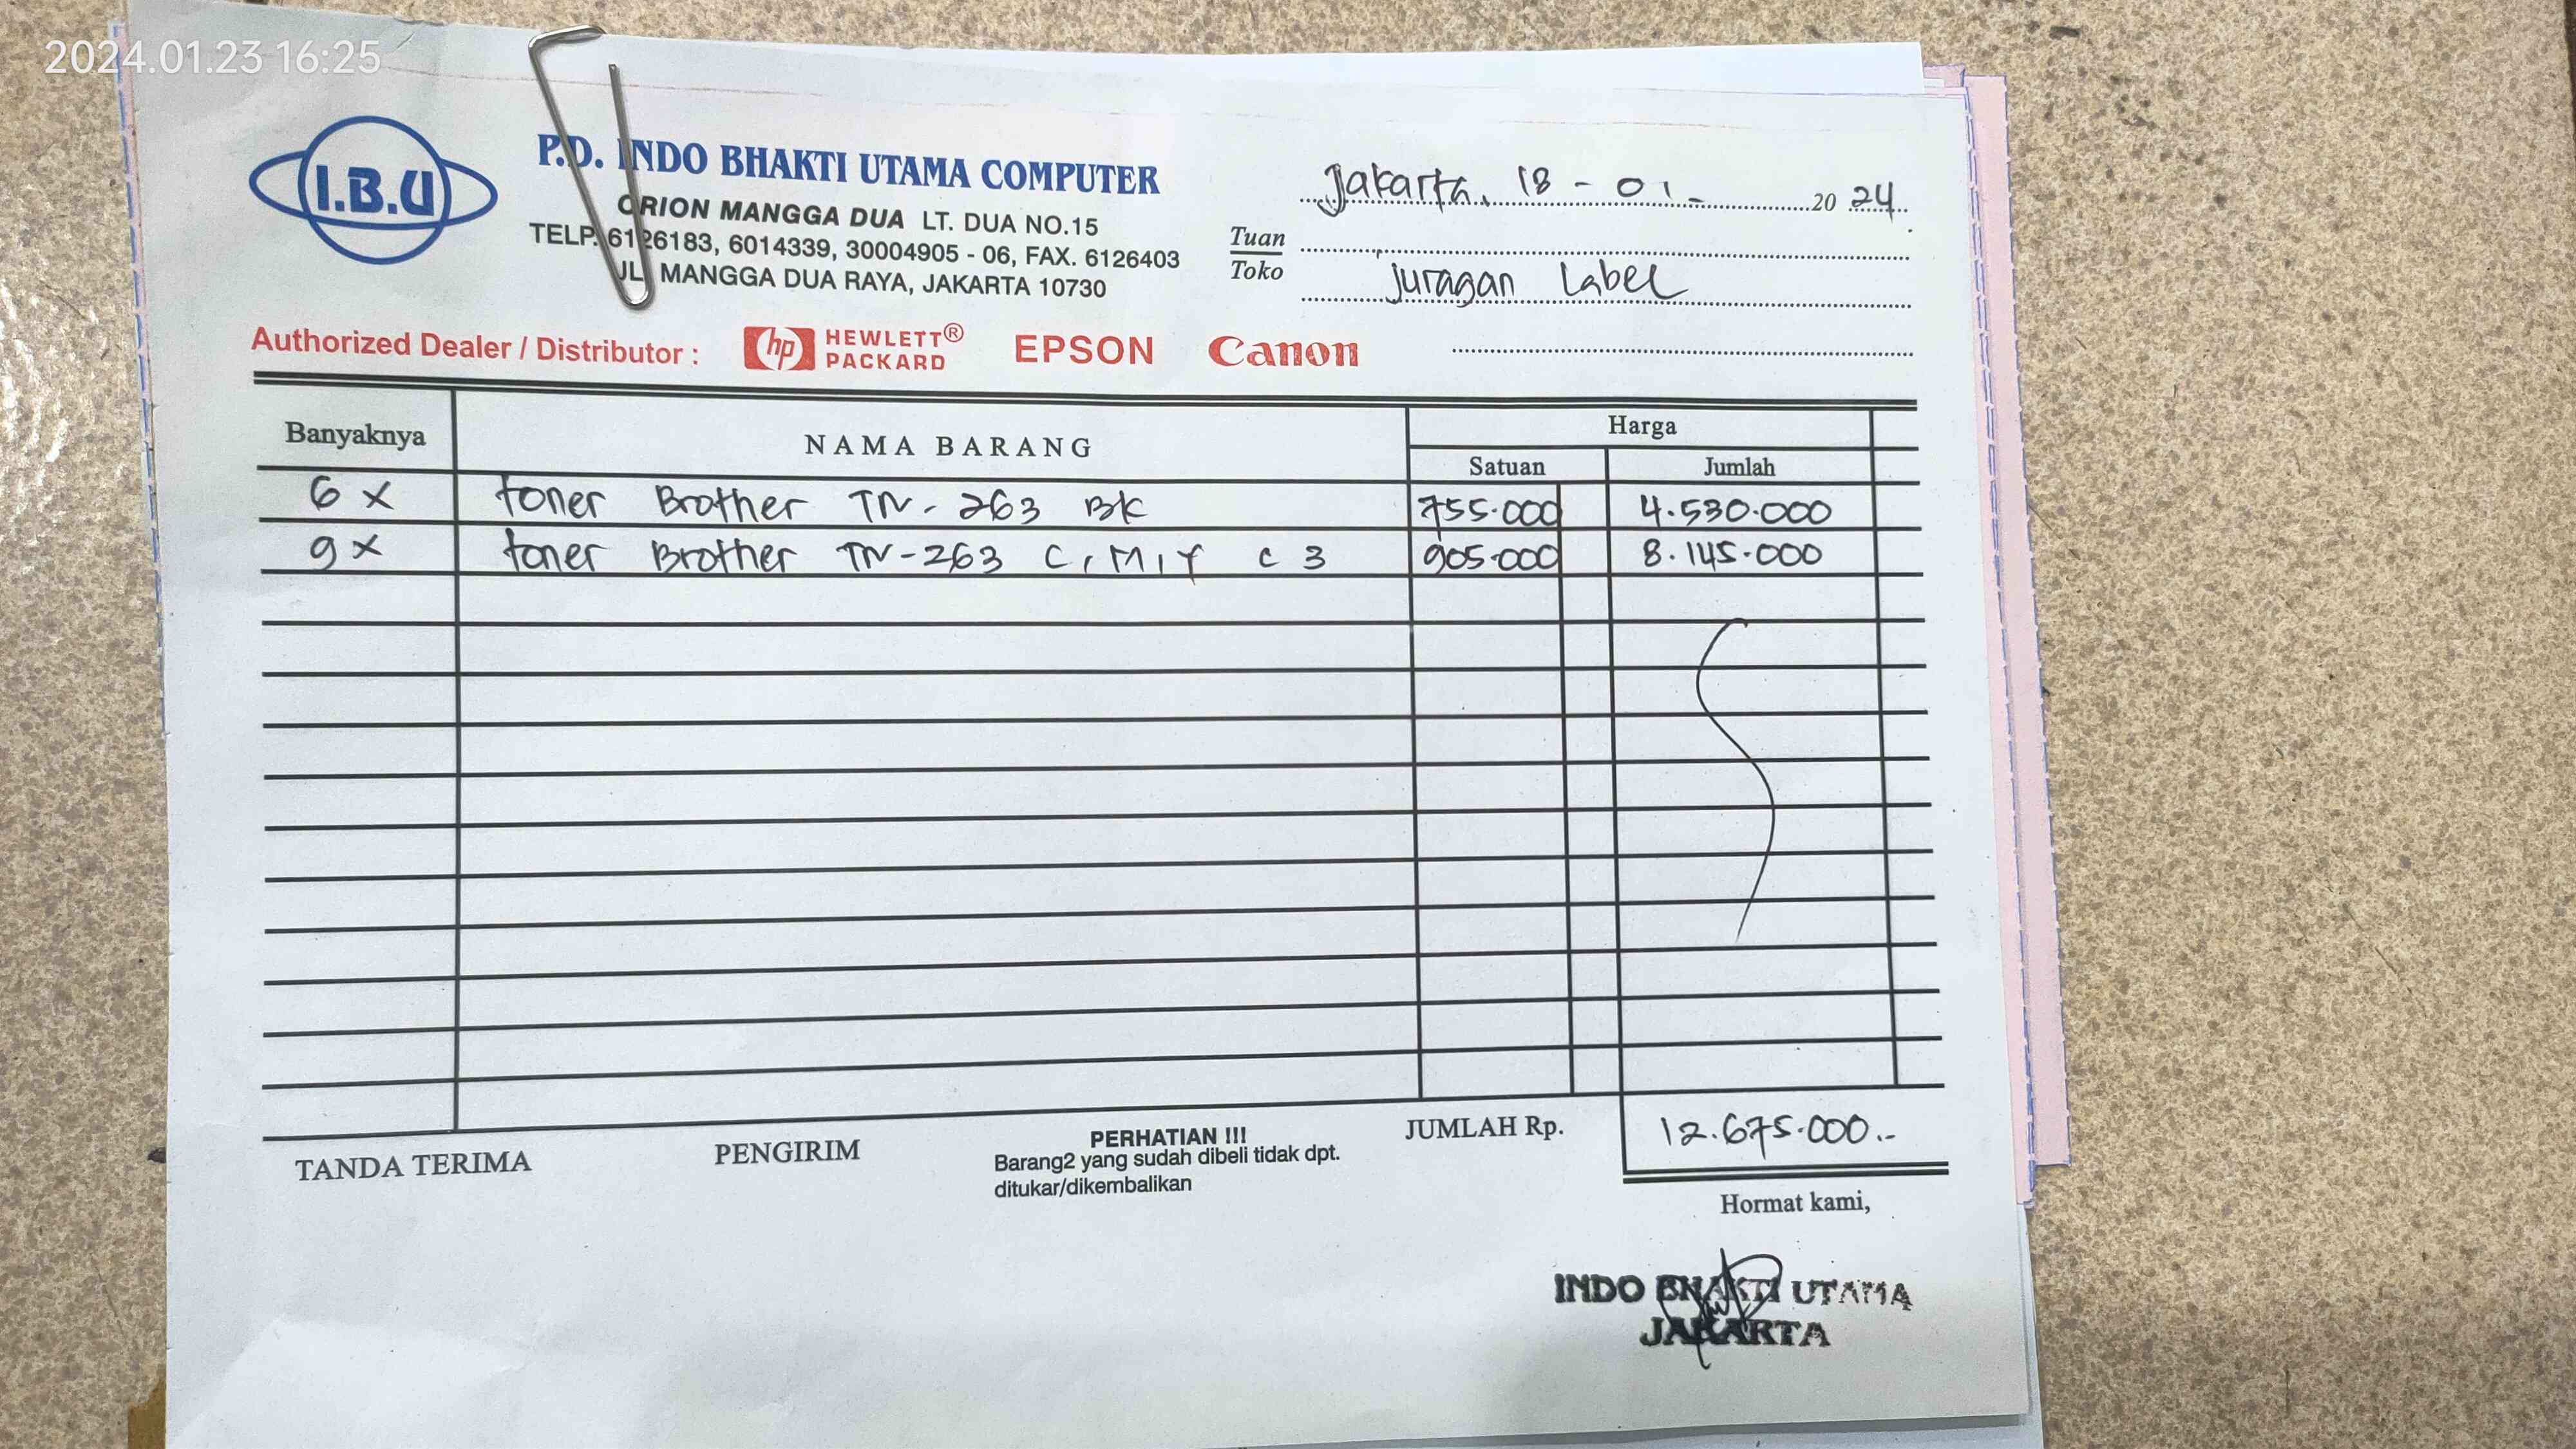 2024.01.23 16:25
I.B.U
P.D. INDO BHAKTI UTAMA COMPUTER
ORION MANGGA DUA LT. DUA NO.15
TELP. 6126183, 6014339, 30004905 - 06, FAX. 6126403
JL. MANGGA DUA RAYA, JAKARTA 10730
Jakarta, 18 - 01 - 2024
Tuan
Toko
juragan Label
Authorized Dealer / Distributor : hp HEWLETT® PACKARD EPSON Canon
Banyaknya NAMA BARANG Harga
Satuan Jumlah
6 x toner Brother TN-263 BK 755.000 4.530.000
9 x toner Brother TN-263 C, M, Y c 3 905.000 8.145.000
JUMLAH Rp. 12.675.000.-
TANDA TERIMA PENGIRIM
PERHATIAN !!!
Barang2 yang sudah dibeli tidak dpt.
ditukar/dikembalikan
Hormat kami,
INDO BHAKTI UTAMA
JAKARTA